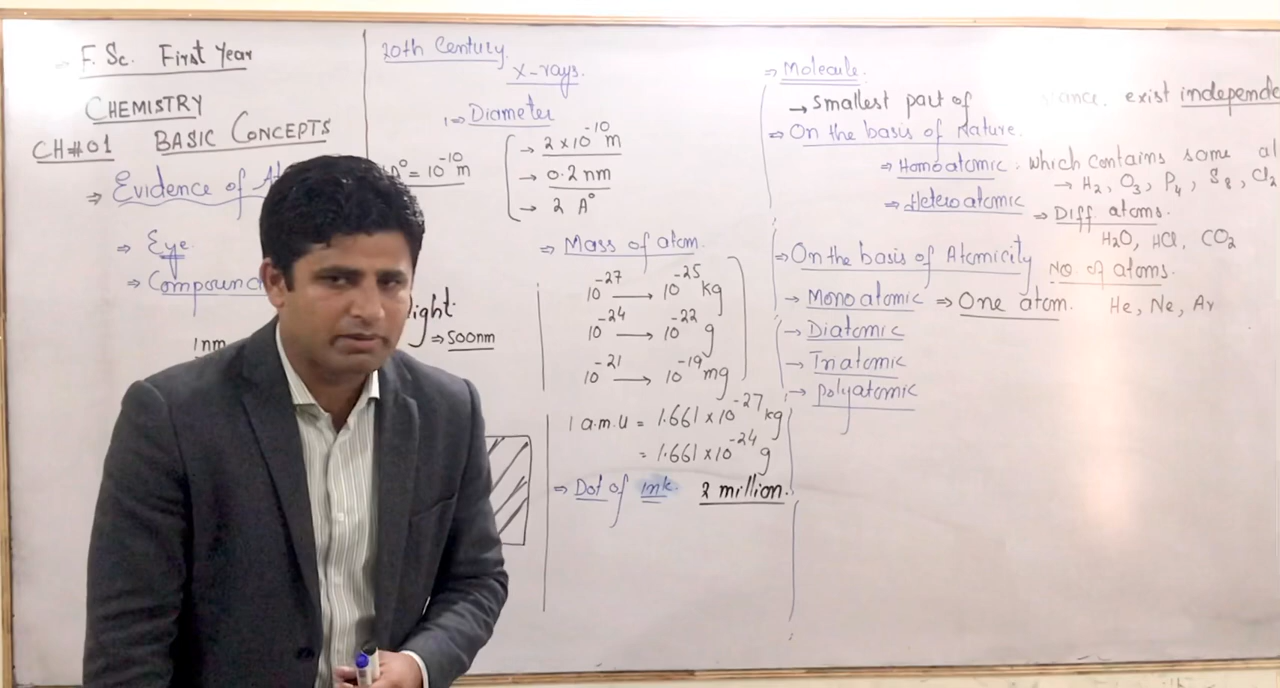 F.Sc. First Year
CHEMISTRY
CH#01 BASIC CONCEPTS
⇒ Evidence of At
⇒ Eye
⇒ Compound
1nm
20th Century
X-rays.
⇒ Diameter
A° = 10⁻¹⁰ m
→ 2 x 10⁻¹⁰ m
→ 0.2 nm
→ 2 A°
light.
⇒ 500nm
⇒ Mass of atom.
10⁻²⁷ → 10⁻²⁵ kg
10⁻²⁴ → 10⁻²² g
10⁻²¹ → 10⁻¹⁹ mg
1 a.m.u = 1.661 x 10⁻²⁷ kg
= 1.661 x 10⁻²⁴ g
⇒ Dot of ink. 2 million.
⇒ Molecule.
→ Smallest part of stance. exist independe
⇒ On the basis of Nature.
⇒ Homoatomic : which contains same al
→ H₂, O₃, P₄, S₈, Cl₂
⇒ Heteroatomic ⇒ Diff. atoms.
H₂O, HCl, CO₂
⇒ On the basis of Atomicity
NO of atoms.
→ Monoatomic ⇒ One atom. He, Ne, Ar
→ Diatomic
→ Triatomic
→ polyatomic